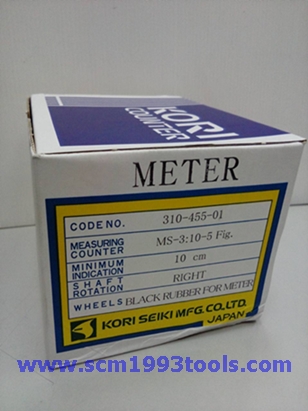 KORI
COUNTER
METER
CODE NO. 310-455-01
MEASURING COUNTER MS-3:10-5 Fig.
MINIMUM INDICATION 10 cm
SHAFT ROTATION RIGHT
WHEELS BLACK RUBBER FOR METER
KORI SEIKI MFG.CO.LTD.
JAPAN
www.scm1993tools.com